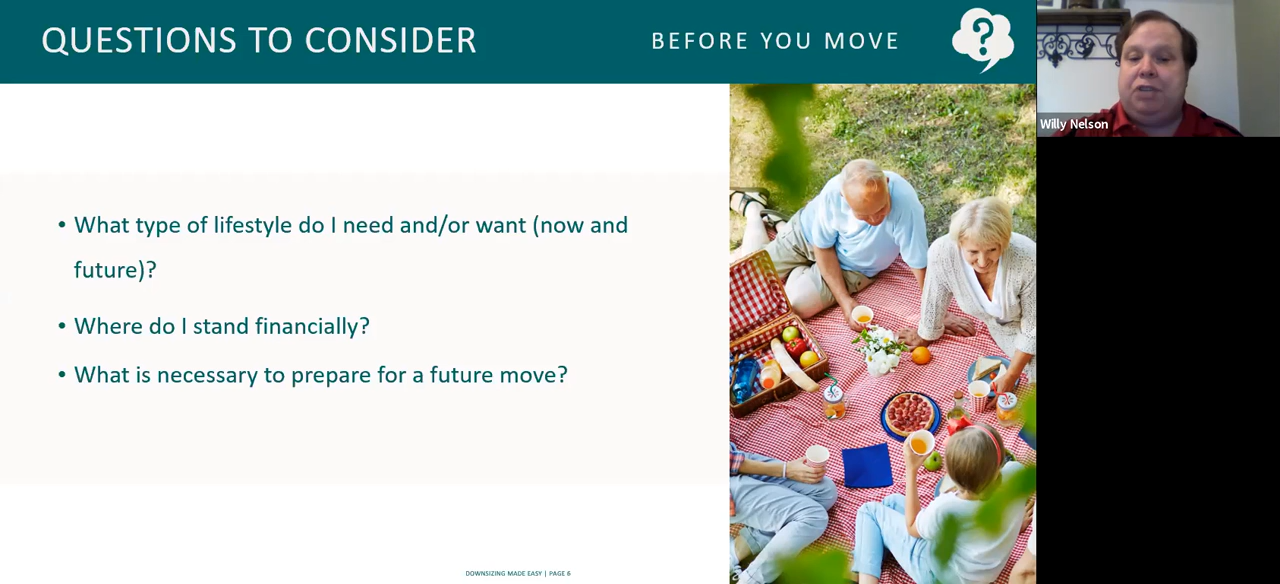 QUESTIONS TO CONSIDER
BEFORE YOU MOVE
?
Willy Nelson
• What type of lifestyle do I need and/or want (now and
future)?
• Where do I stand financially?
• What is necessary to prepare for a future move?
DOWNSIZING MADE EASY | PAGE 6